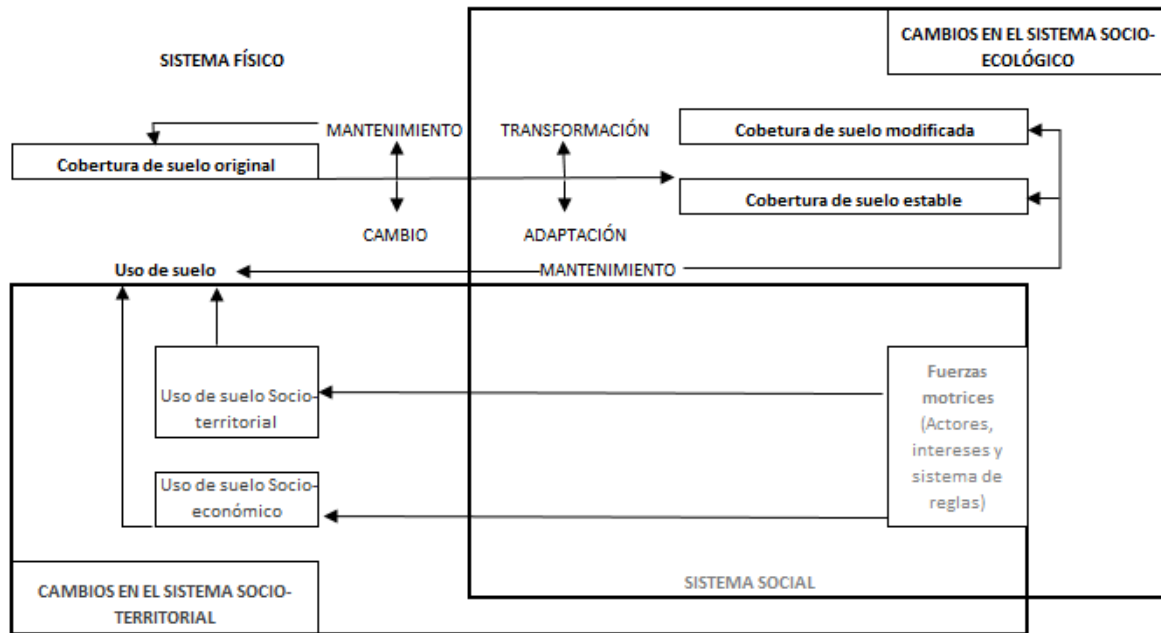 CAMBIOS EN EL SISTEMA SOCIO-
ECOLÓGICO
SISTEMA FÍSICO
MANTENIMIENTO
TRANSFORMACIÓN
Cobetura de suelo modificada
Cobertura de suelo original
Cobertura de suelo estable
CAMBIO
ADAPTACIÓN
Uso de suelo
MANTENIMIENTO
Uso de suelo Socio-
territorial
Fuerzas
motrices
(Actores,
intereses y
sistema de
reglas)
Uso de suelo Socio-
económico
SISTEMA SOCIAL
CAMBIOS EN EL SISTEMA SOCIO-
TERRITORIAL